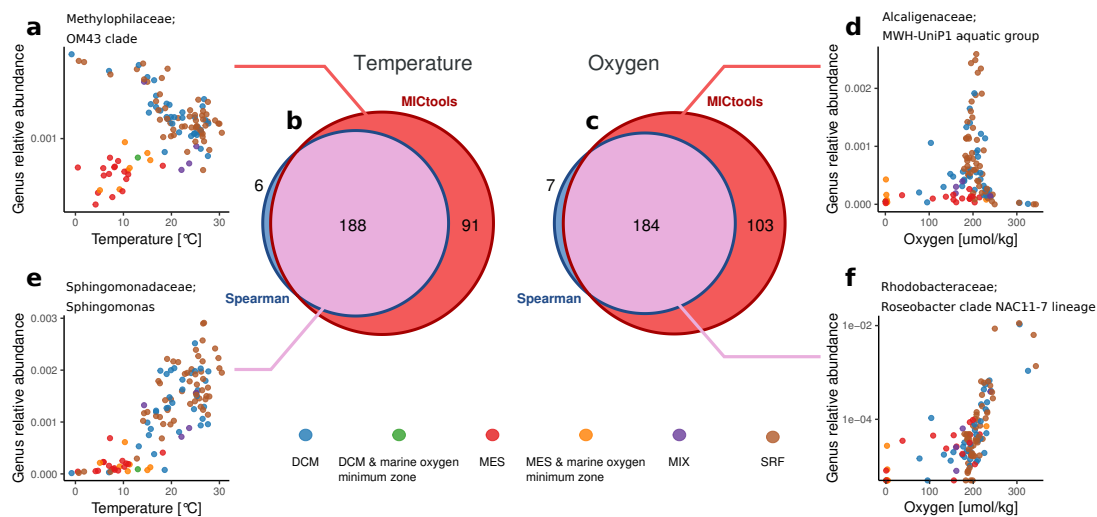 a
Methylophilaceae;
OM43 clade
Genus relative abundance
0.001
0
10
20
30
Temperature [°C]
Temperature
Oxygen
b
MICtools
6
188
91
Spearman
c
MICtools
7
184
103
Spearman
d
Alcaligenaceae;
MWH-UniP1 aquatic group
Genus relative abundance
0.002
0.001
0.000
0
100
200
300
Oxygen [umol/kg]
e
Sphingomonadaceae;
Sphingomonas
Genus relative abundance
0.003
0.002
0.001
0.000
0
10
20
30
Temperature [°C]
f
Rhodobacteraceae;
Roseobacter clade NAC11-7 lineage
Genus relative abundance
1e-02
1e-04
0
100
200
300
Oxygen [umol/kg]
DCM
DCM & marine oxygen
minimum zone
MES
MES & marine oxygen
minimum zone
MIX
SRF